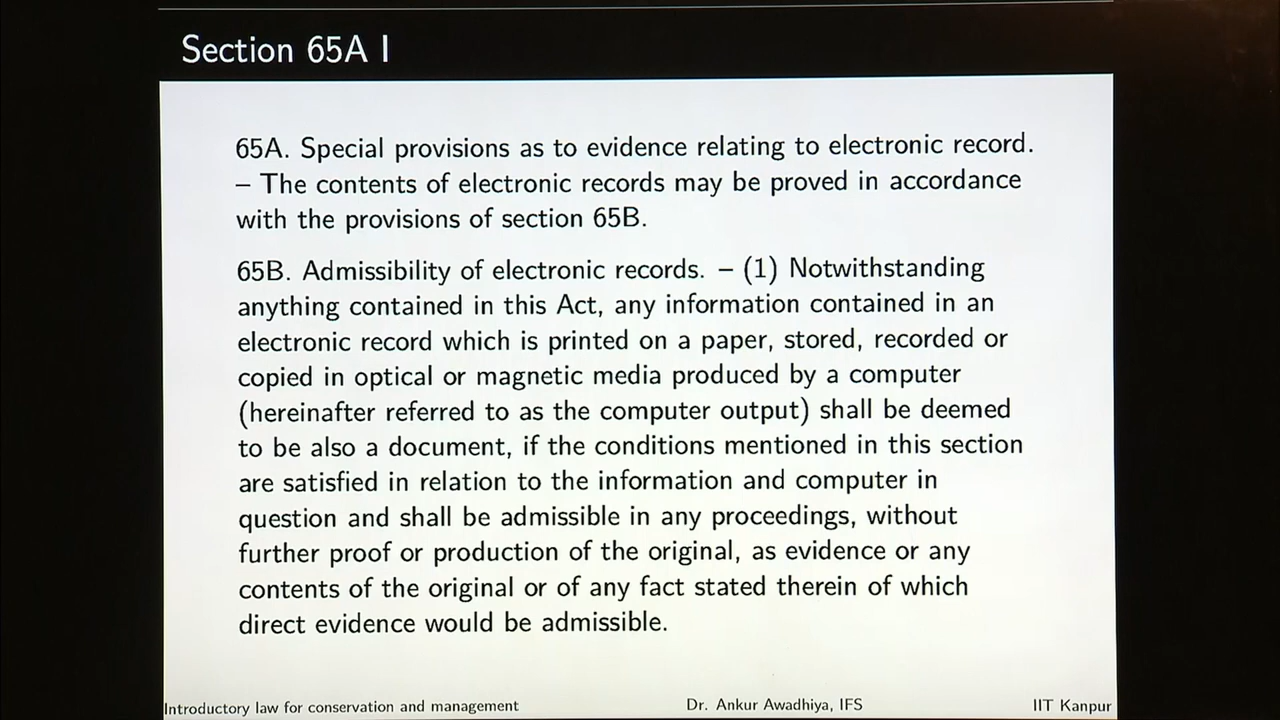 Section 65A I
65A. Special provisions as to evidence relating to electronic record.
– The contents of electronic records may be proved in accordance
with the provisions of section 65B.
65B. Admissibility of electronic records. – (1) Notwithstanding
anything contained in this Act, any information contained in an
electronic record which is printed on a paper, stored, recorded or
copied in optical or magnetic media produced by a computer
(hereinafter referred to as the computer output) shall be deemed
to be also a document, if the conditions mentioned in this section
are satisfied in relation to the information and computer in
question and shall be admissible in any proceedings, without
further proof or production of the original, as evidence or any
contents of the original or of any fact stated therein of which
direct evidence would be admissible.
Introductory law for conservation and management Dr. Ankur Awadhiya, IFS IIT Kanpur